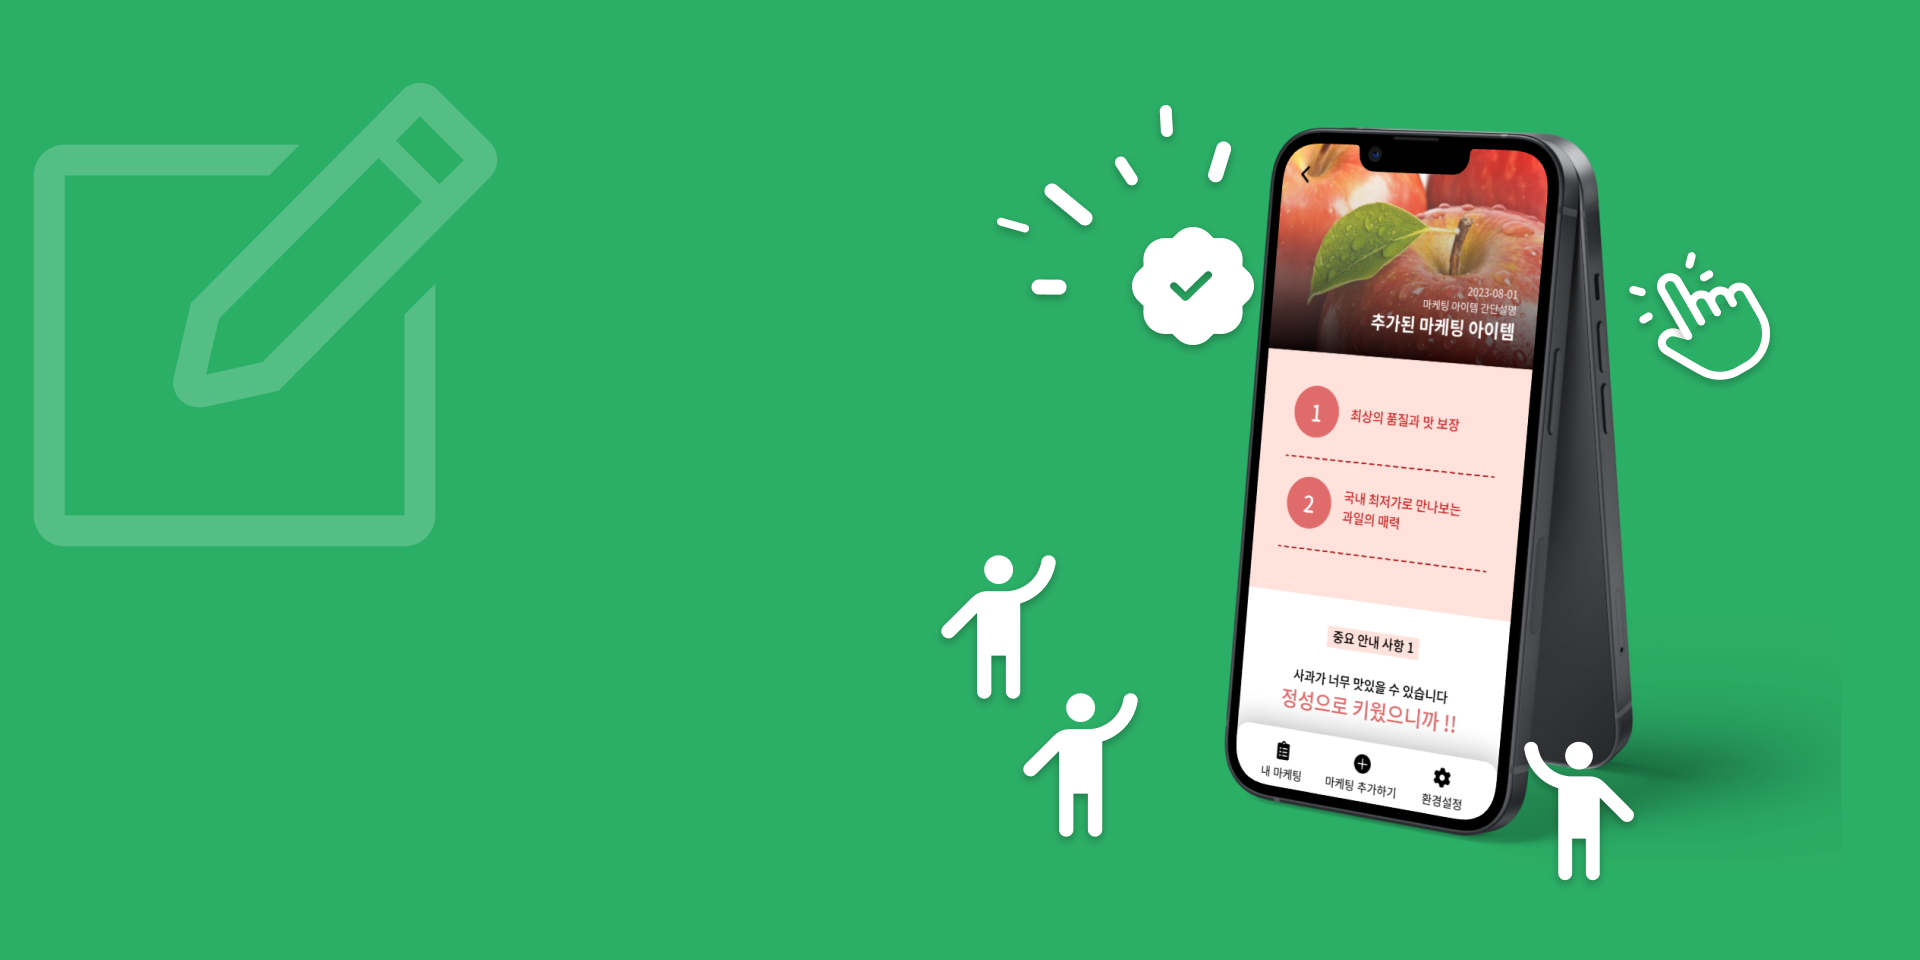 2023-08-01
마케팅 아이템 간단설명
추가된 마케팅 아이템
1
최상의 품질과 맛 보장
2
국내 최저가로 만나보는
과일의 매력
중요 안내 사항 1
사과가 너무 맛있을 수 있습니다
정성으로 키웠으니까 !!
내 마케팅
마케팅 추가하기
환경설정